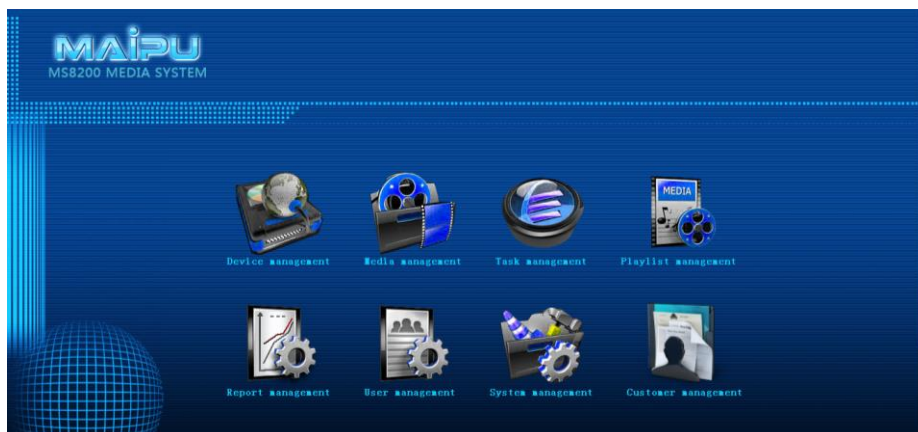 MAiPU
MS8200 MEDIA SYSTEM
MEDIA
Device management
Media management
Task management
Playlist management
Report management
User management
System management
Customer management